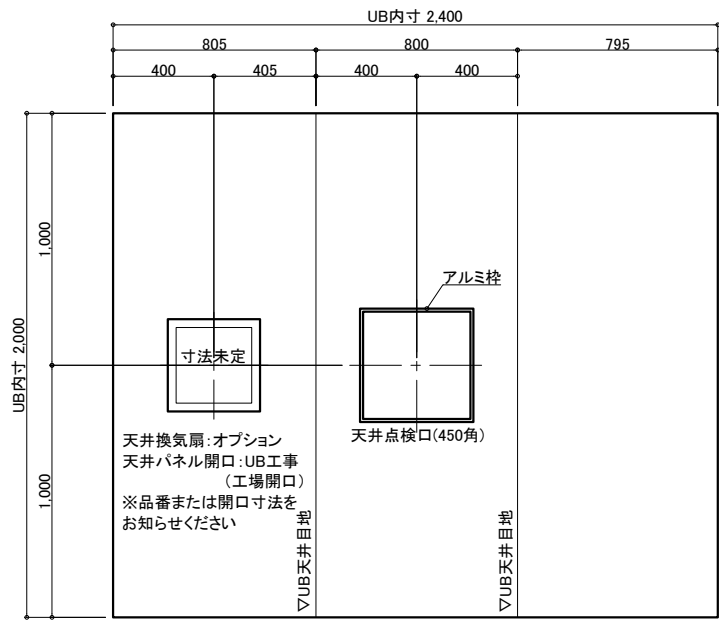 UB内寸 2,400
805
800
795
400
405
400
400
UB内寸 2,000
1,000
1,000
アルミ枠
寸法未定
天井点検口(450角)
天井換気扇:オプション
天井パネル開口:UB工事
(工場開口)
※品番または開口寸法を
お知らせください
▽UB天井目地
▽UB天井目地